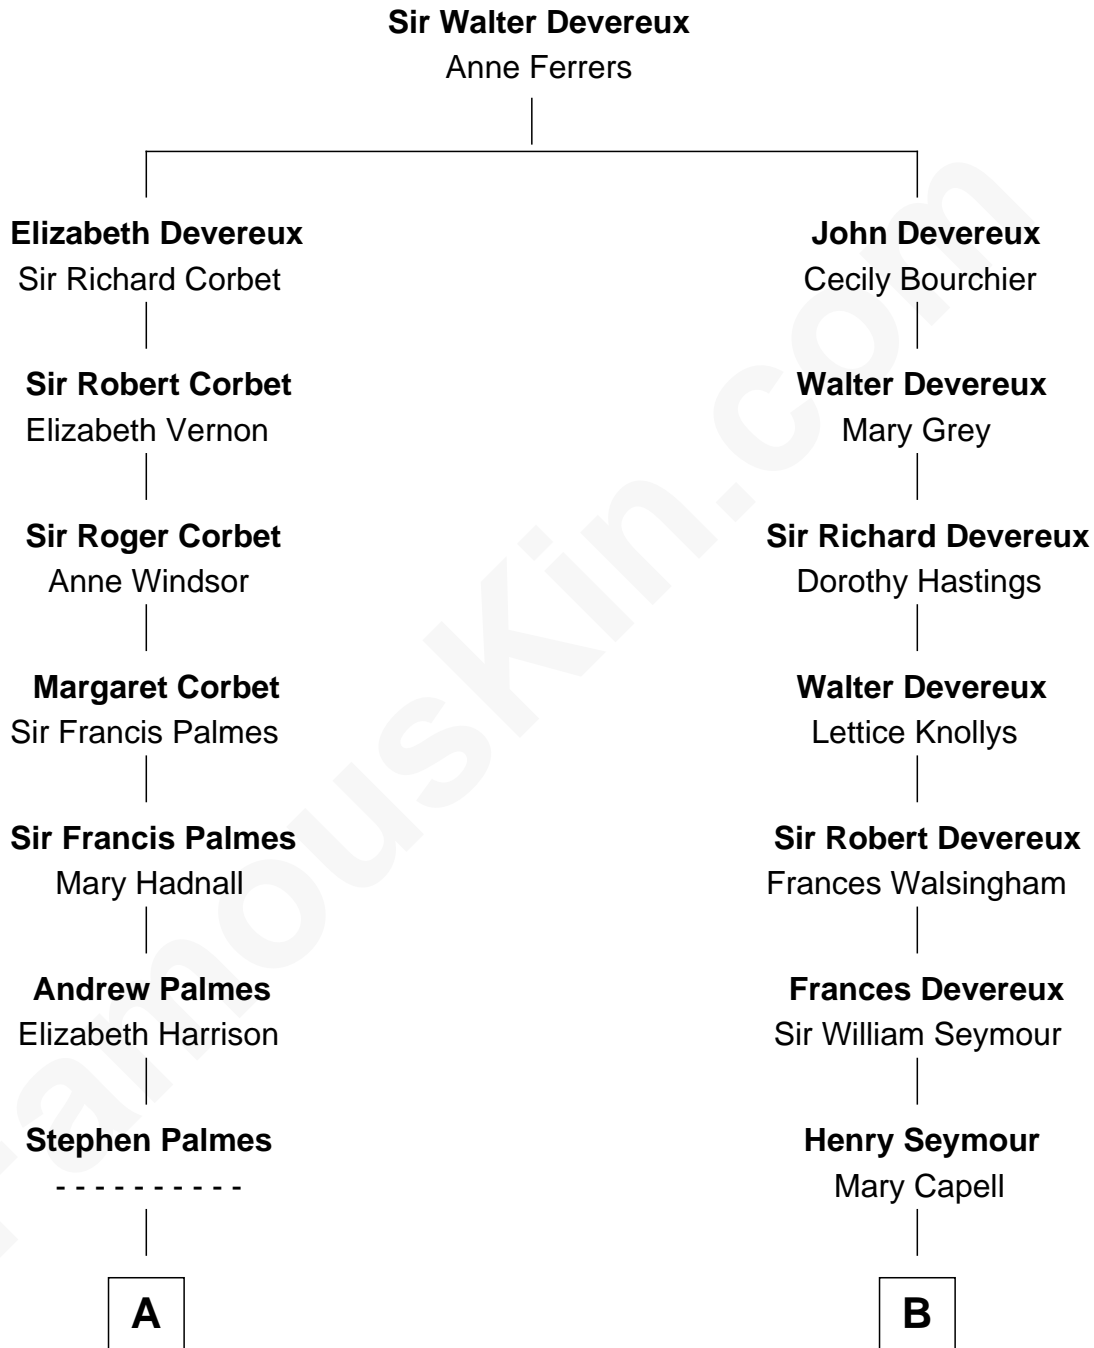 Sir Walter Devereux
Anne Ferrers
Elizabeth Devereux
Sir Richard Corbet
John Devereux
Cecily Bourchier
Sir Robert Corbet
Elizabeth Vernon
Walter Devereux
Mary Grey
Sir Roger Corbet
Anne Windsor
Sir Richard Devereux
Dorothy Hastings
Margaret Corbet
Sir Francis Palmes
Walter Devereux
Lettice Knollys
Sir Francis Palmes
Mary Hadnall
Sir Robert Devereux
Frances Walsingham
Andrew Palmes
Elizabeth Harrison
Frances Devereux
Sir William Seymour
Stephen Palmes
- - - - - - - - - -
Henry Seymour
Mary Capell
A
B
FamousKin.com